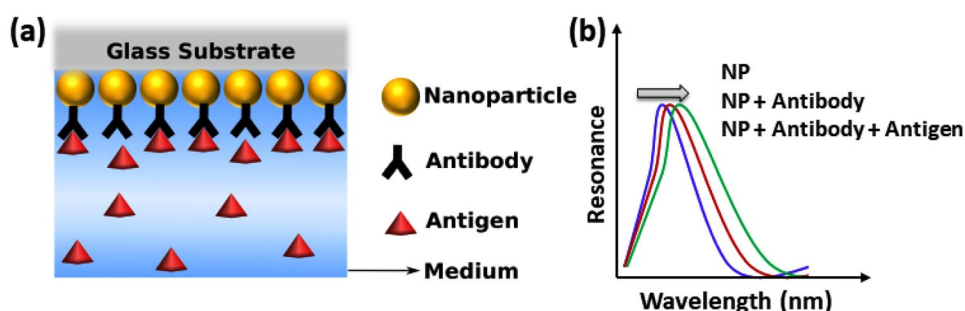 (a)
Glass Substrate
Nanoparticle
Antibody
Antigen
Medium
(b)
NP
NP + Antibody
NP + Antibody + Antigen
Resonance
Wavelength (nm)